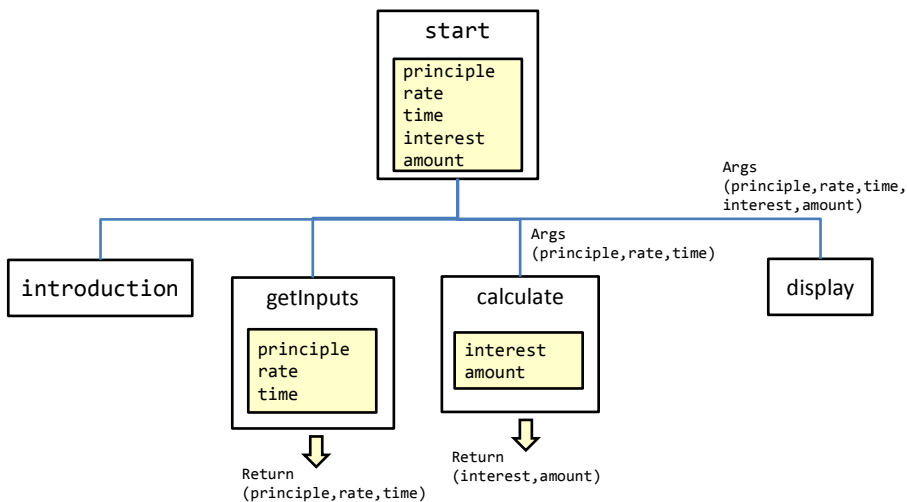 start
principle
rate
time
interest
amount
Args
(principle,rate,time,
interest,amount)
Args
(principle,rate,time)
introduction
getInputs
principle
rate
time
calculate
interest
amount
display
Return
(principle,rate,time)
Return
(interest,amount)